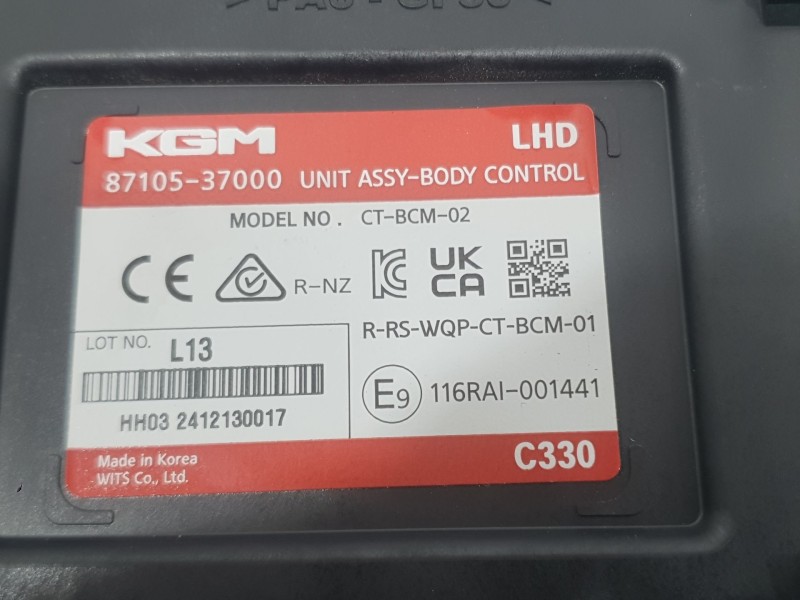 KGM LHD
87105-37000 UNIT ASSY-BODY CONTROL
MODEL NO. CT-BCM-02
CE R-NZ KC UK CA
R-RS-WQP-CT-BCM-01
LOT NO. L13
E9 116RAI-001441
HH03 2412130017
Made in Korea
WITS Co., Ltd.
C330